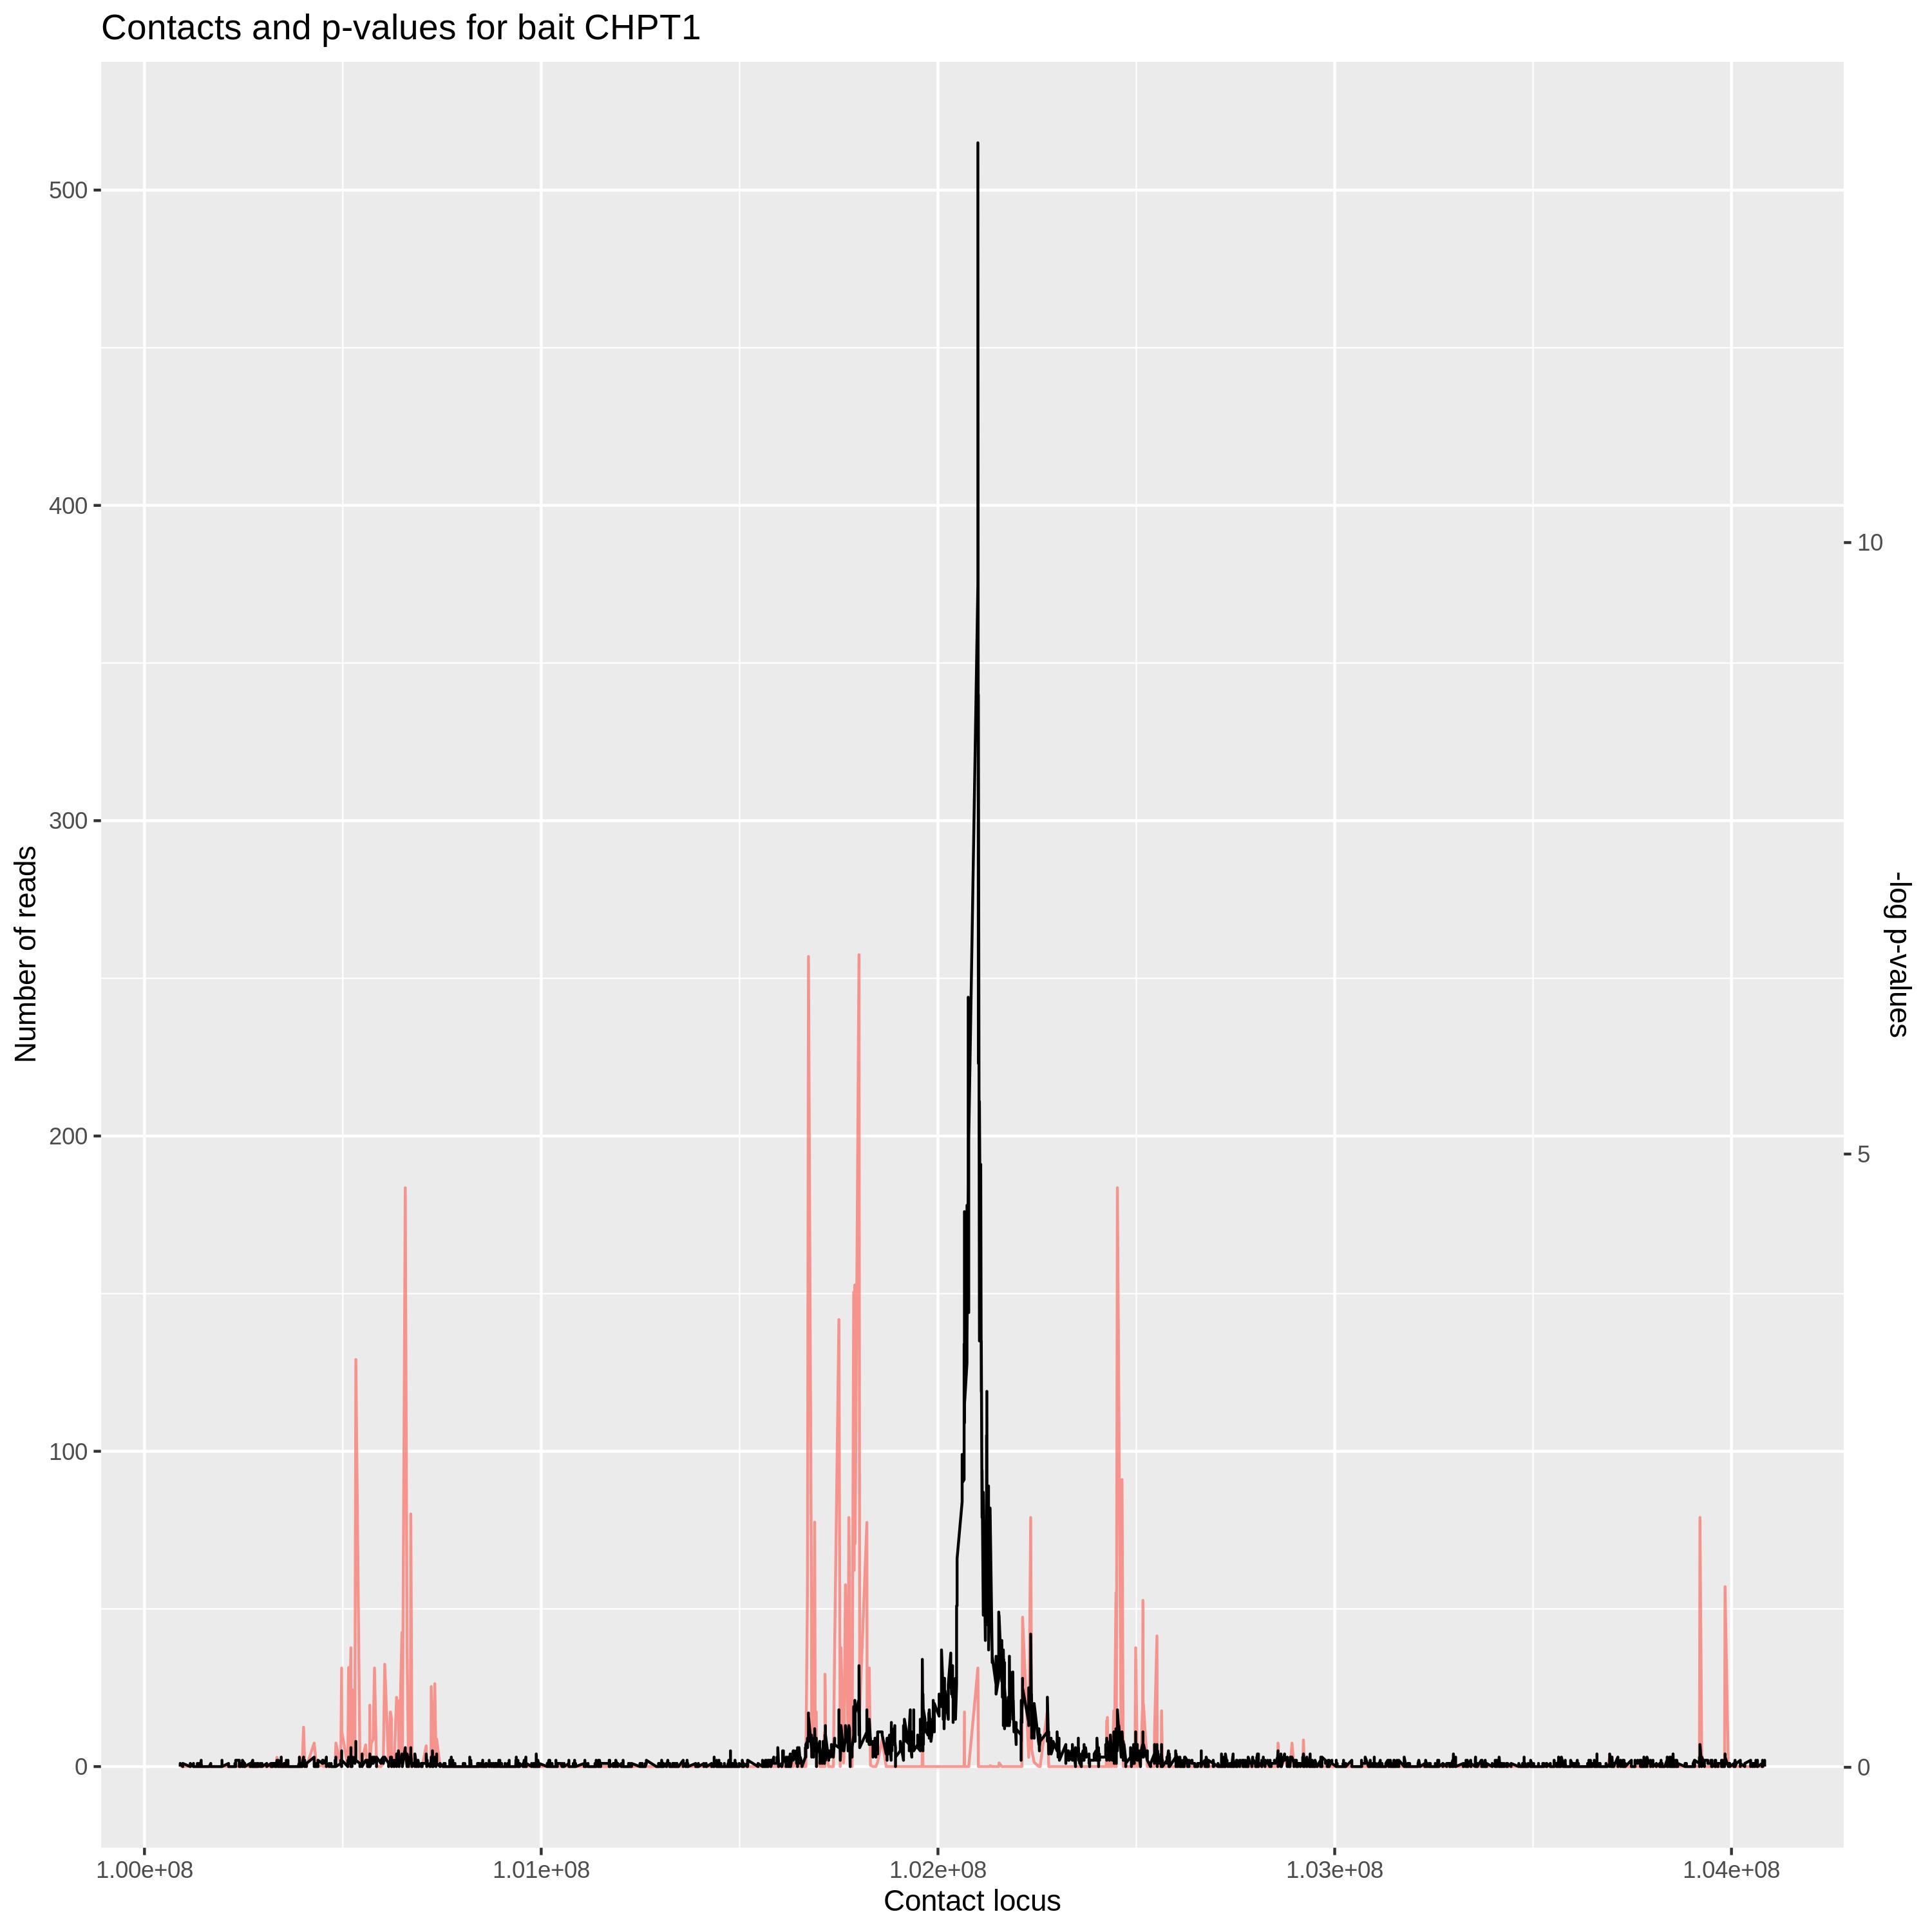 Contacts and p-values for bait CHPT1
Number of reads
500
400
300
200
100
0
10
5
0
-log p-values
1.00e+08 1.01e+08 1.02e+08 1.03e+08 1.04e+08
Contact locus